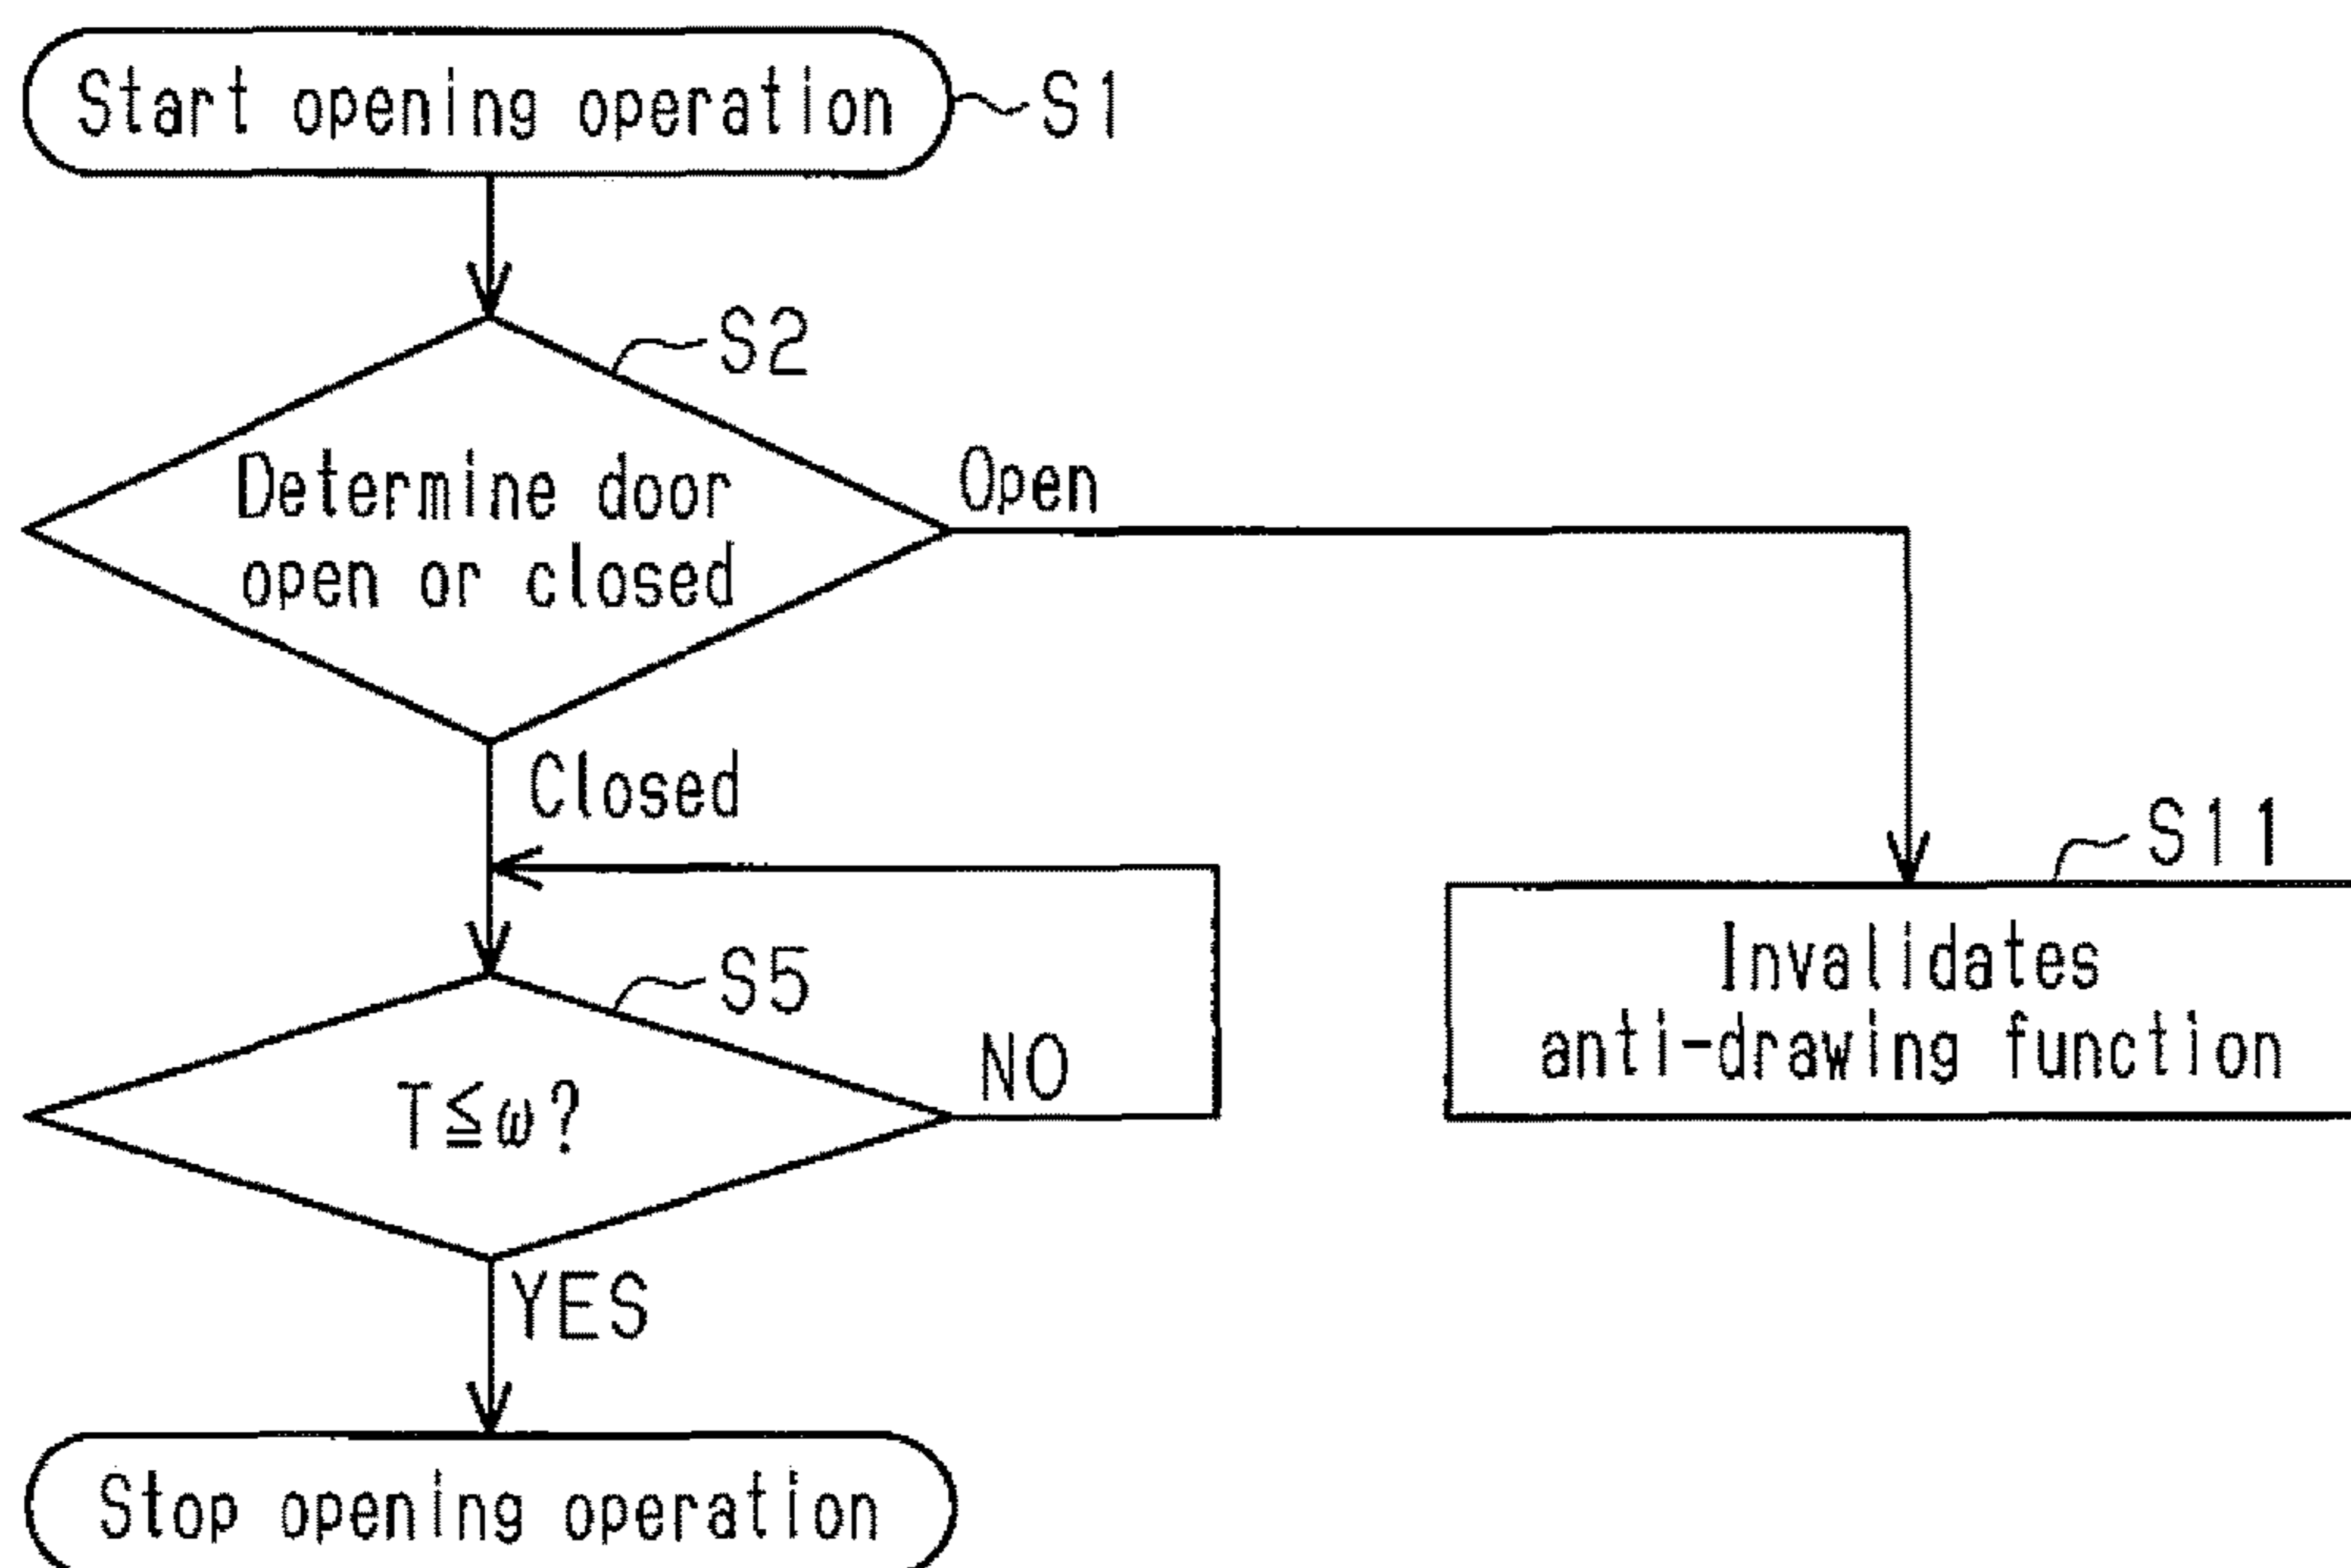 Start opening operation
S1
S2
Determine door
open or closed
Open
Closed
S11
Invalidates
anti-drawing function
S5
T≦ω?
NO
YES
Stop opening operation